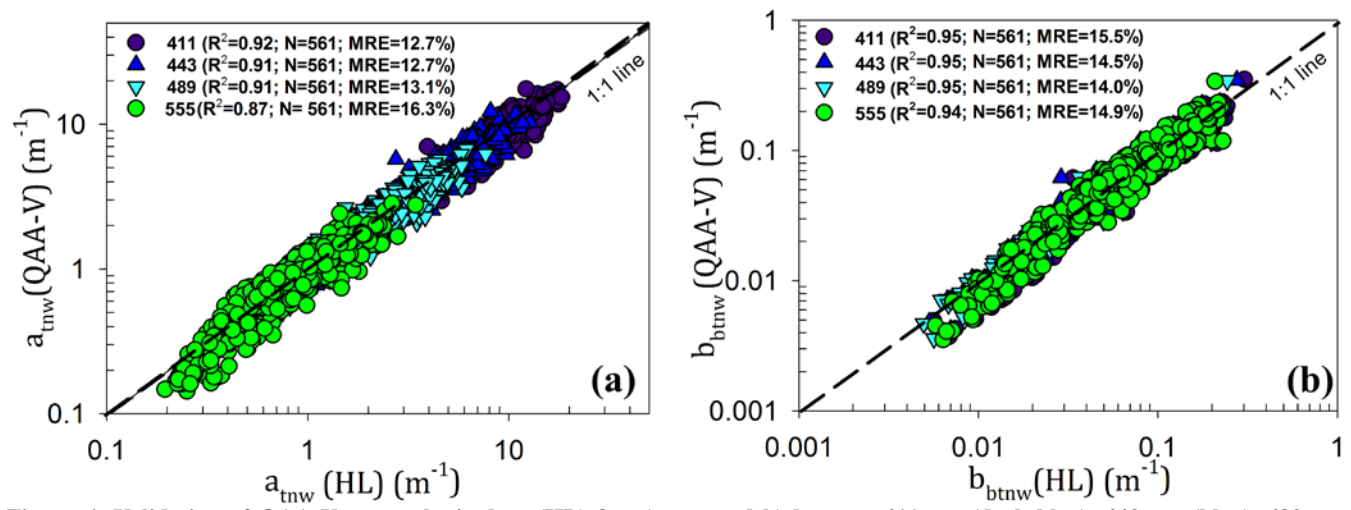 411 (R²=0.92; N=561; MRE=12.7%)
443 (R²=0.91; N=561; MRE=12.7%)
489 (R²=0.91; N=561; MRE=13.1%)
555(R²=0.87; N= 561; MRE=16.3%)
1:1 line
10
1
0.1
a_tnw(QAA-V) (m⁻¹)
(a)
0.1
1
10
a_tnw (HL) (m⁻¹)
411 (R²=0.95; N=561; MRE=15.5%)
443 (R²=0.95; N=561; MRE=14.5%)
489 (R²=0.95; N=561; MRE=14.0%)
555 (R²=0.94; N=561; MRE=14.9%)
1:1 line
1
0.1
0.01
0.001
b_btnw(QAA-V) (m⁻¹)
(b)
0.001
0.01
0.1
1
b_btnw(HL) (m⁻¹)